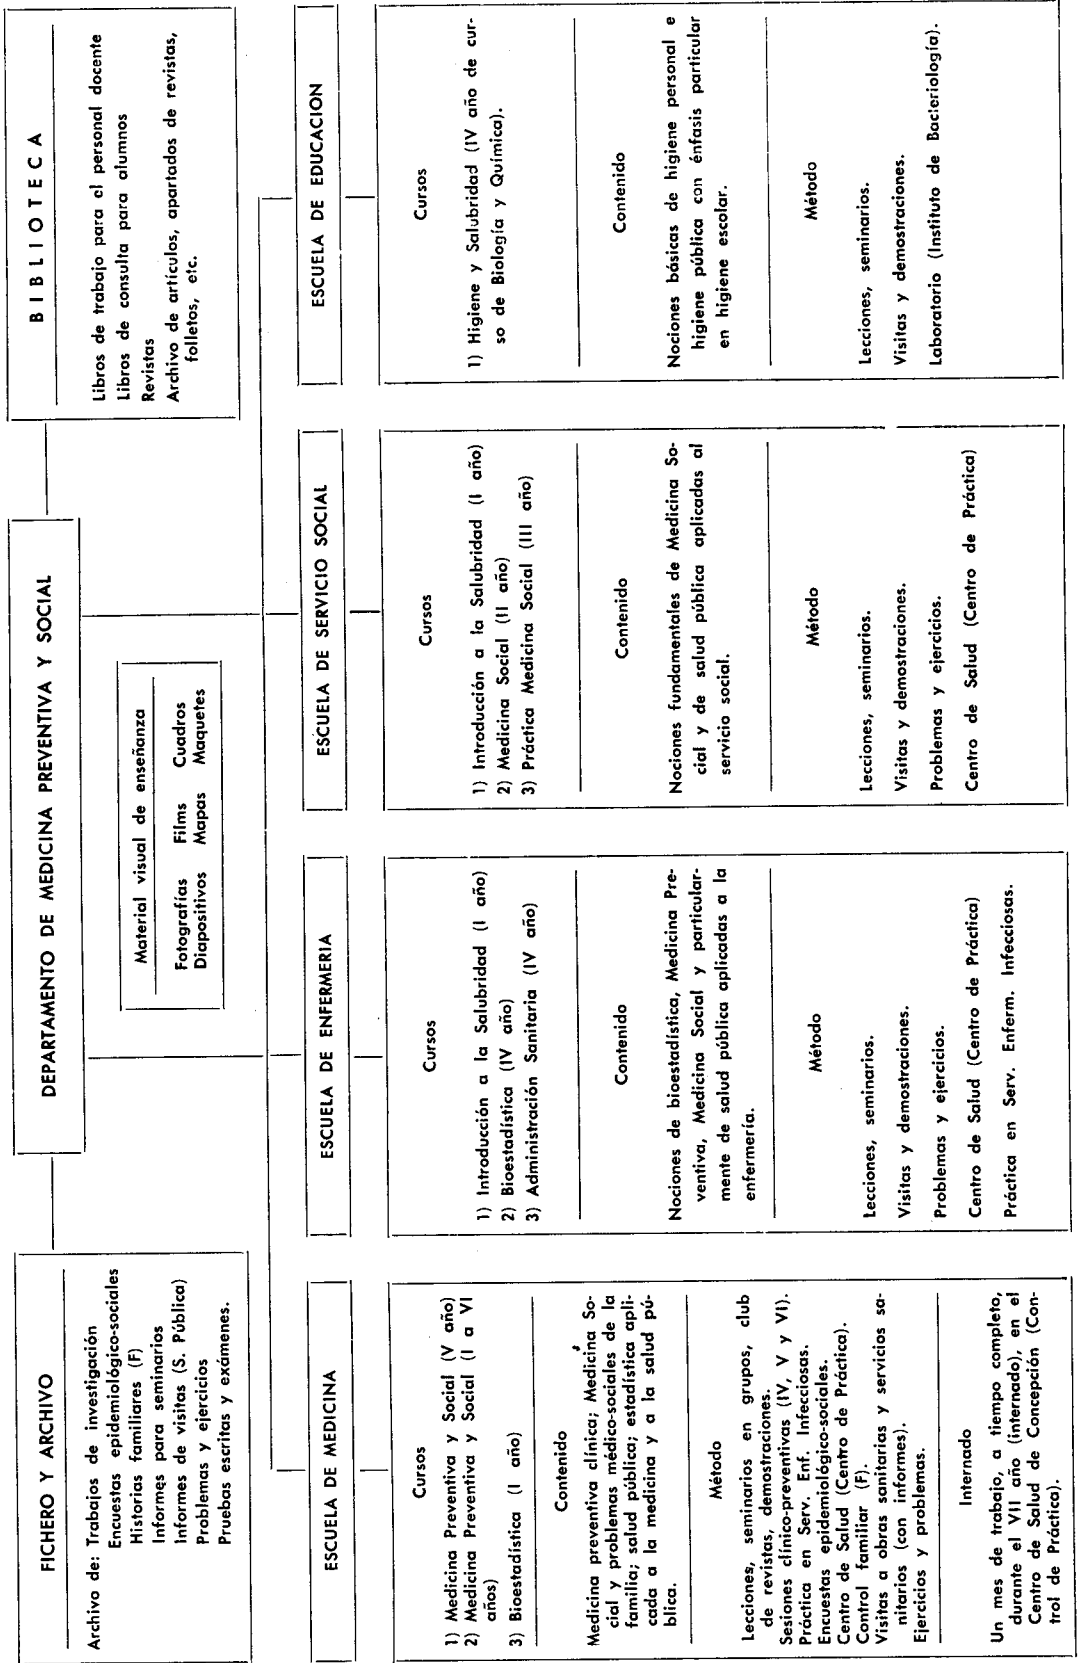 FICHERO Y ARCHIVO
Archivo de: Trabajos de investigación
Encuestas epidemiológico-sociales
Historias familiares (F)
Informes para seminarios
Informes de visitas (S. Pública)
Problemas y ejercicios
Pruebas escritas y exámenes.
DEPARTAMENTO DE MEDICINA PREVENTIVA Y SOCIAL
Material visual de enseñanza
Fotografías Films Cuadros
Diapositivos Mapas Maquetes
BIBLIOTECA
Libros de trabajo para el personal docente
Libros de consulta para alumnos
Revistas
Archivo de artículos, apartados de revistas,
folletos, etc.
ESCUELA DE MEDICINA
Cursos
1) Medicina Preventiva y Social (V año)
2) Medicina Preventiva y Social (I a VI
años)
3) Bioestadística (I año)
Contenido
Medicina preventiva clínica; Medicina So-
cial y problemas médico-sociales de la
familia; salud pública; estadística apli-
cada a la medicina y a la salud pú-
blica.
Método
Lecciones, seminarios en grupos, club
de revistas, demostraciones.
Sesiones clínico-preventivas (IV, V y VI).
Práctica en Serv. Enf. Infecciosas.
Encuestas epidemiológico-sociales.
Centro de Salud (Centro de Práctica).
Control familiar (F).
Visitas a obras sanitarias y servicios sa-
nitarios (con informes).
Ejercicios y problemas.
Internado
Un mes de trabajo, a tiempo completo,
durante el VII año (internado), en el
Centro de Salud de Concepción (Con-
trol de Práctica).
ESCUELA DE ENFERMERIA
Cursos
1) Introducción a la Salubridad (I año)
2) Bioestadística (IV año)
3) Administración Sanitaria (IV año)
Contenido
Nociones de bioestadística, Medicina Pre-
ventiva, Medicina Social y particular-
mente de salud pública aplicadas a la
enfermería.
Método
Lecciones, seminarios.
Visitas y demostraciones.
Problemas y ejercicios.
Centro de Salud (Centro de Práctica)
Práctica en Serv. Enferm. Infecciosas.
ESCUELA DE SERVICIO SOCIAL
Cursos
1) Introducción a la Salubridad (I año)
2) Medicina Social (II año)
3) Práctica Medicina Social (III año)
Contenido
Nociones fundamentales de Medicina So-
cial y de salud pública aplicadas al
servicio social.
Método
Lecciones, seminarios.
Visitas y demostraciones.
Problemas y ejercicios.
Centro de Salud (Centro de Práctica)
ESCUELA DE EDUCACION
Cursos
1) Higiene y Salubridad (IV año de cur-
so de Biología y Química).
Contenido
Nociones básicas de higiene personal e
higiene pública con énfasis particular
en higiene escolar.
Método
Lecciones, seminarios.
Visitas y demostraciones.
Laboratorio (Instituto de Bacteriología).